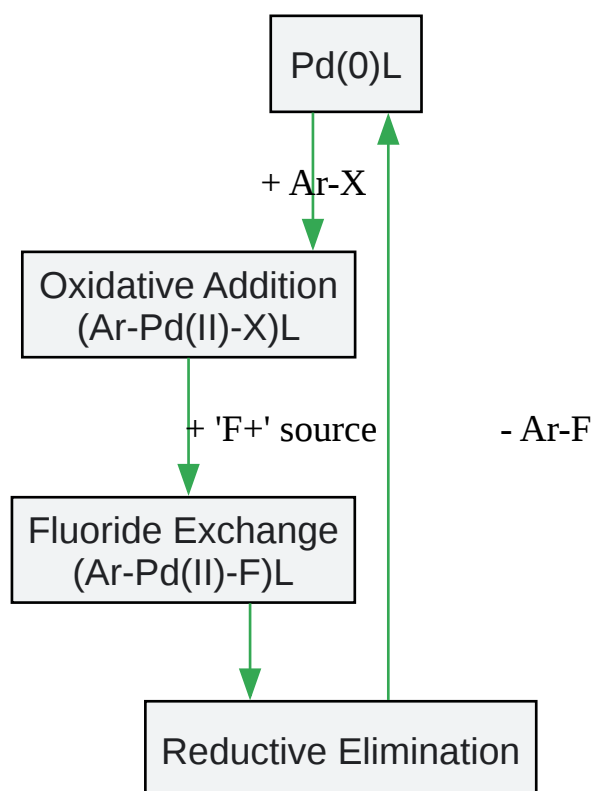 Pd(0)L
+ Ar-X
Oxidative Addition
(Ar-Pd(II)-X)L
+ 'F+' source
- Ar-F
Fluoride Exchange
(Ar-Pd(II)-F)L
Reductive Elimination